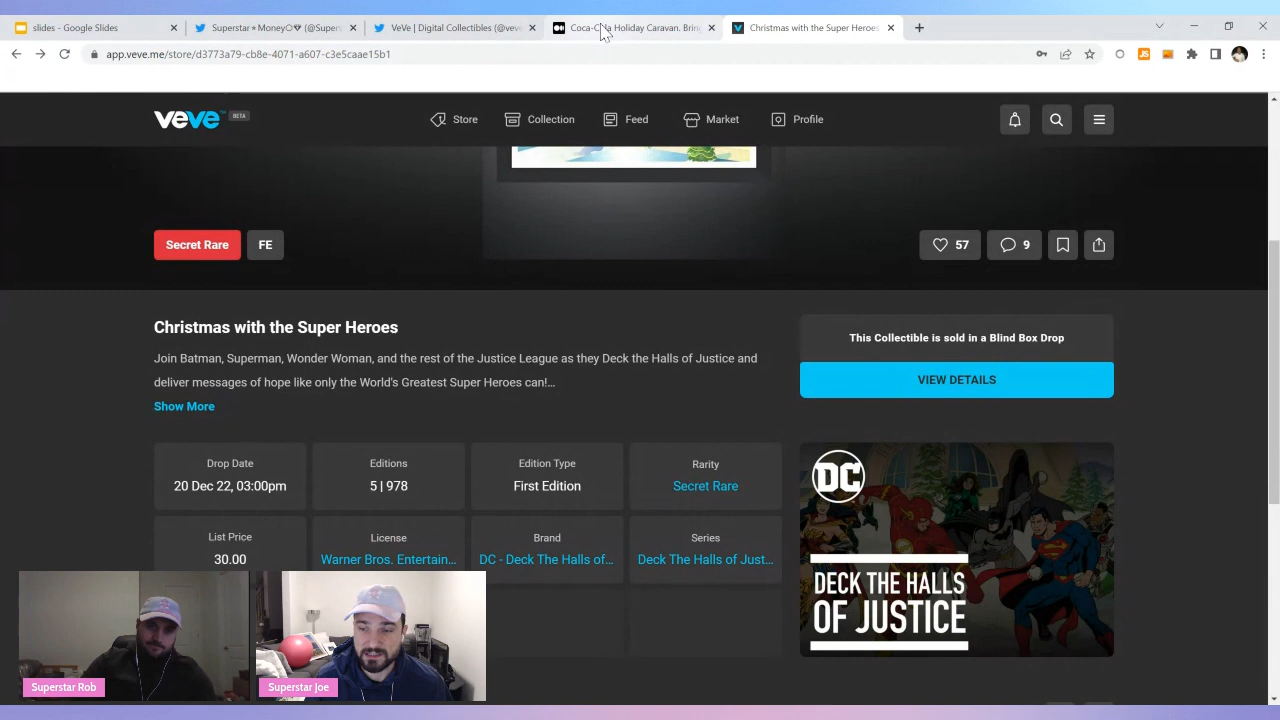 slides - Google Slides
Superstar★Money (@Supers
VeVe | Digital Collectibles (@veve
Coca-Cola Holiday Caravan. Bring
Christmas with the Super Heroes
app.veve.me/store/d3773a79-cb8e-4071-a607-c3e5caae15b1
veve BETA
Store
Collection
Feed
Market
Profile
Secret Rare
FE
57
9
Christmas with the Super Heroes
Join Batman, Superman, Wonder Woman, and the rest of the Justice League as they Deck the Halls of Justice and
deliver messages of hope like only the World's Greatest Super Heroes can!...
Show More
This Collectible is sold in a Blind Box Drop
VIEW DETAILS
Drop Date
20 Dec 22, 03:00pm
Editions
5 | 978
Edition Type
First Edition
Rarity
Secret Rare
List Price
30.00
License
Warner Bros. Entertain...
Brand
DC - Deck The Halls of...
Series
Deck The Halls of Just...
DC
DECK THE HALLS
OF JUSTICE
Superstar Rob
Superstar Joe